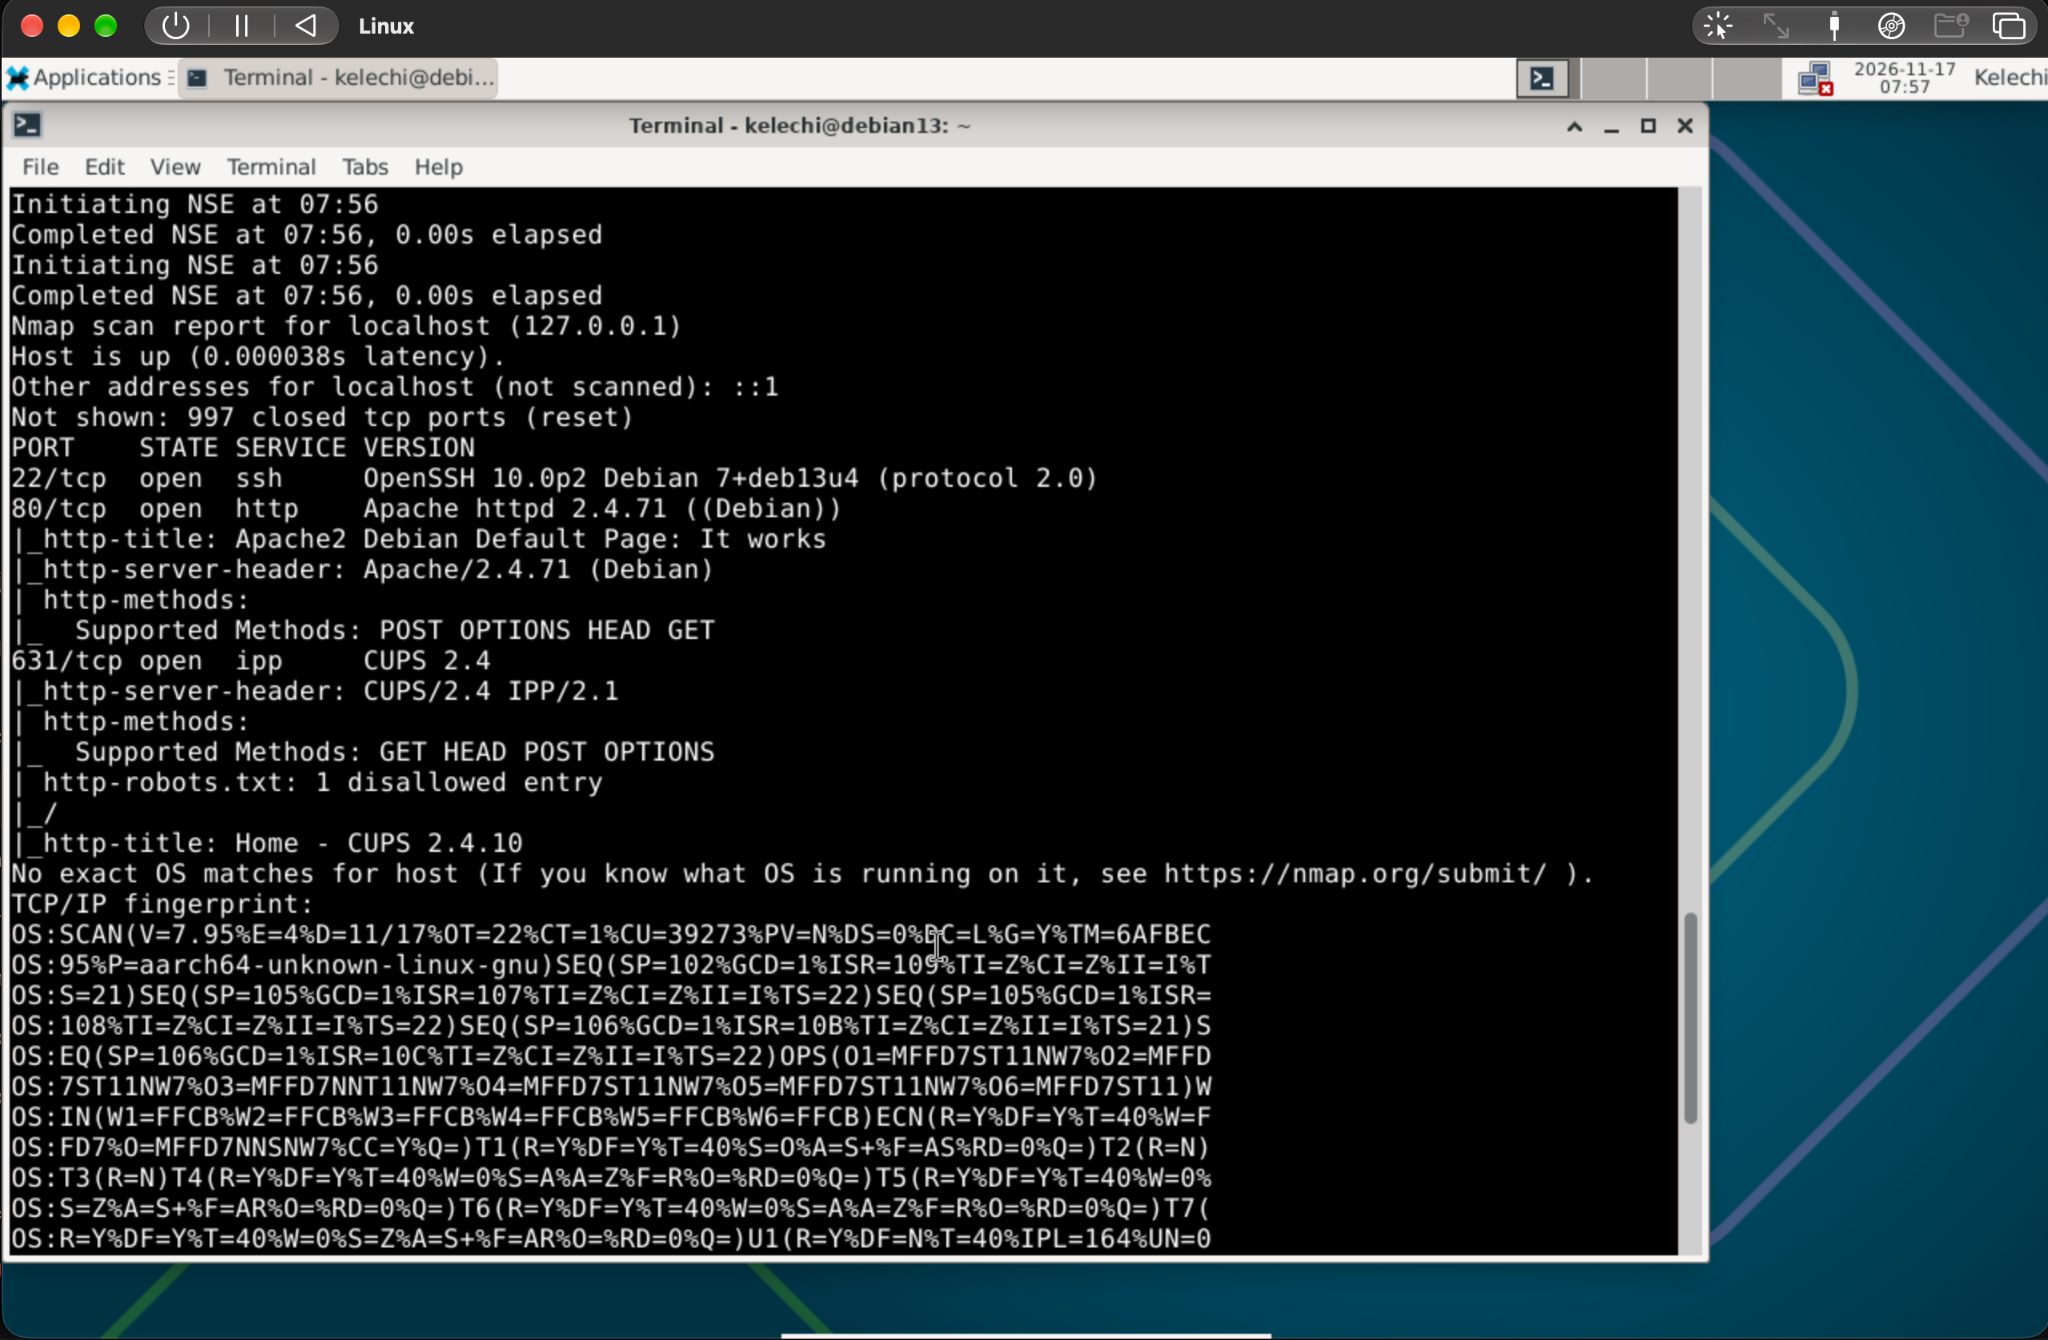 Linux
Applications
Terminal - kelechi@debi...
2026-11-17
07:57
Kelechi
Terminal - kelechi@debian13: ~
File Edit View Terminal Tabs Help
Initiating NSE at 07:56
Completed NSE at 07:56, 0.00s elapsed
Initiating NSE at 07:56
Completed NSE at 07:56, 0.00s elapsed
Nmap scan report for localhost (127.0.0.1)
Host is up (0.000038s latency).
Other addresses for localhost (not scanned): ::1
Not shown: 997 closed tcp ports (reset)
PORT    STATE SERVICE VERSION
22/tcp  open  ssh     OpenSSH 10.0p2 Debian 7+deb13u4 (protocol 2.0)
80/tcp  open  http    Apache httpd 2.4.71 ((Debian))
|_http-title: Apache2 Debian Default Page: It works
|_http-server-header: Apache/2.4.71 (Debian)
| http-methods:
|_  Supported Methods: POST OPTIONS HEAD GET
631/tcp open  ipp     CUPS 2.4
|_http-server-header: CUPS/2.4 IPP/2.1
| http-methods:
|_  Supported Methods: GET HEAD POST OPTIONS
| http-robots.txt: 1 disallowed entry
|_/
|_http-title: Home - CUPS 2.4.10
No exact OS matches for host (If you know what OS is running on it, see https://nmap.org/submit/ ).
TCP/IP fingerprint:
OS:SCAN(V=7.95%E=4%D=11/17%OT=22%CT=1%CU=39273%PV=N%DS=0%DC=L%G=Y%TM=6AFBEC
OS:95%P=aarch64-unknown-linux-gnu)SEQ(SP=102%GCD=1%ISR=109%TI=Z%CI=Z%II=I%T
OS:S=21)SEQ(SP=105%GCD=1%ISR=107%TI=Z%CI=Z%II=I%TS=22)SEQ(SP=105%GCD=1%ISR=
OS:108%TI=Z%CI=Z%II=I%TS=22)SEQ(SP=106%GCD=1%ISR=10B%TI=Z%CI=Z%II=I%TS=21)S
OS:EQ(SP=106%GCD=1%ISR=10C%TI=Z%CI=Z%II=I%TS=22)OPS(O1=MFFD7ST11NW7%O2=MFFD
OS:7ST11NW7%O3=MFFD7NNT11NW7%O4=MFFD7ST11NW7%O5=MFFD7ST11NW7%O6=MFFD7ST11)W
OS:IN(W1=FFCB%W2=FFCB%W3=FFCB%W4=FFCB%W5=FFCB%W6=FFCB)ECN(R=Y%DF=Y%T=40%W=F
OS:FD7%O=MFFD7NNSNW7%CC=Y%Q=)T1(R=Y%DF=Y%T=40%S=O%A=S+%F=AS%RD=0%Q=)T2(R=N)
OS:T3(R=N)T4(R=Y%DF=Y%T=40%W=0%S=A%A=Z%F=R%O=%RD=0%Q=)T5(R=Y%DF=Y%T=40%W=0%
OS:S=Z%A=S+%F=AR%O=%RD=0%Q=)T6(R=Y%DF=Y%T=40%W=0%S=A%A=Z%F=R%O=%RD=0%Q=)T7(
OS:R=Y%DF=Y%T=40%W=0%S=Z%A=S+%F=AR%O=%RD=0%Q=)U1(R=Y%DF=N%T=40%IPL=164%UN=0